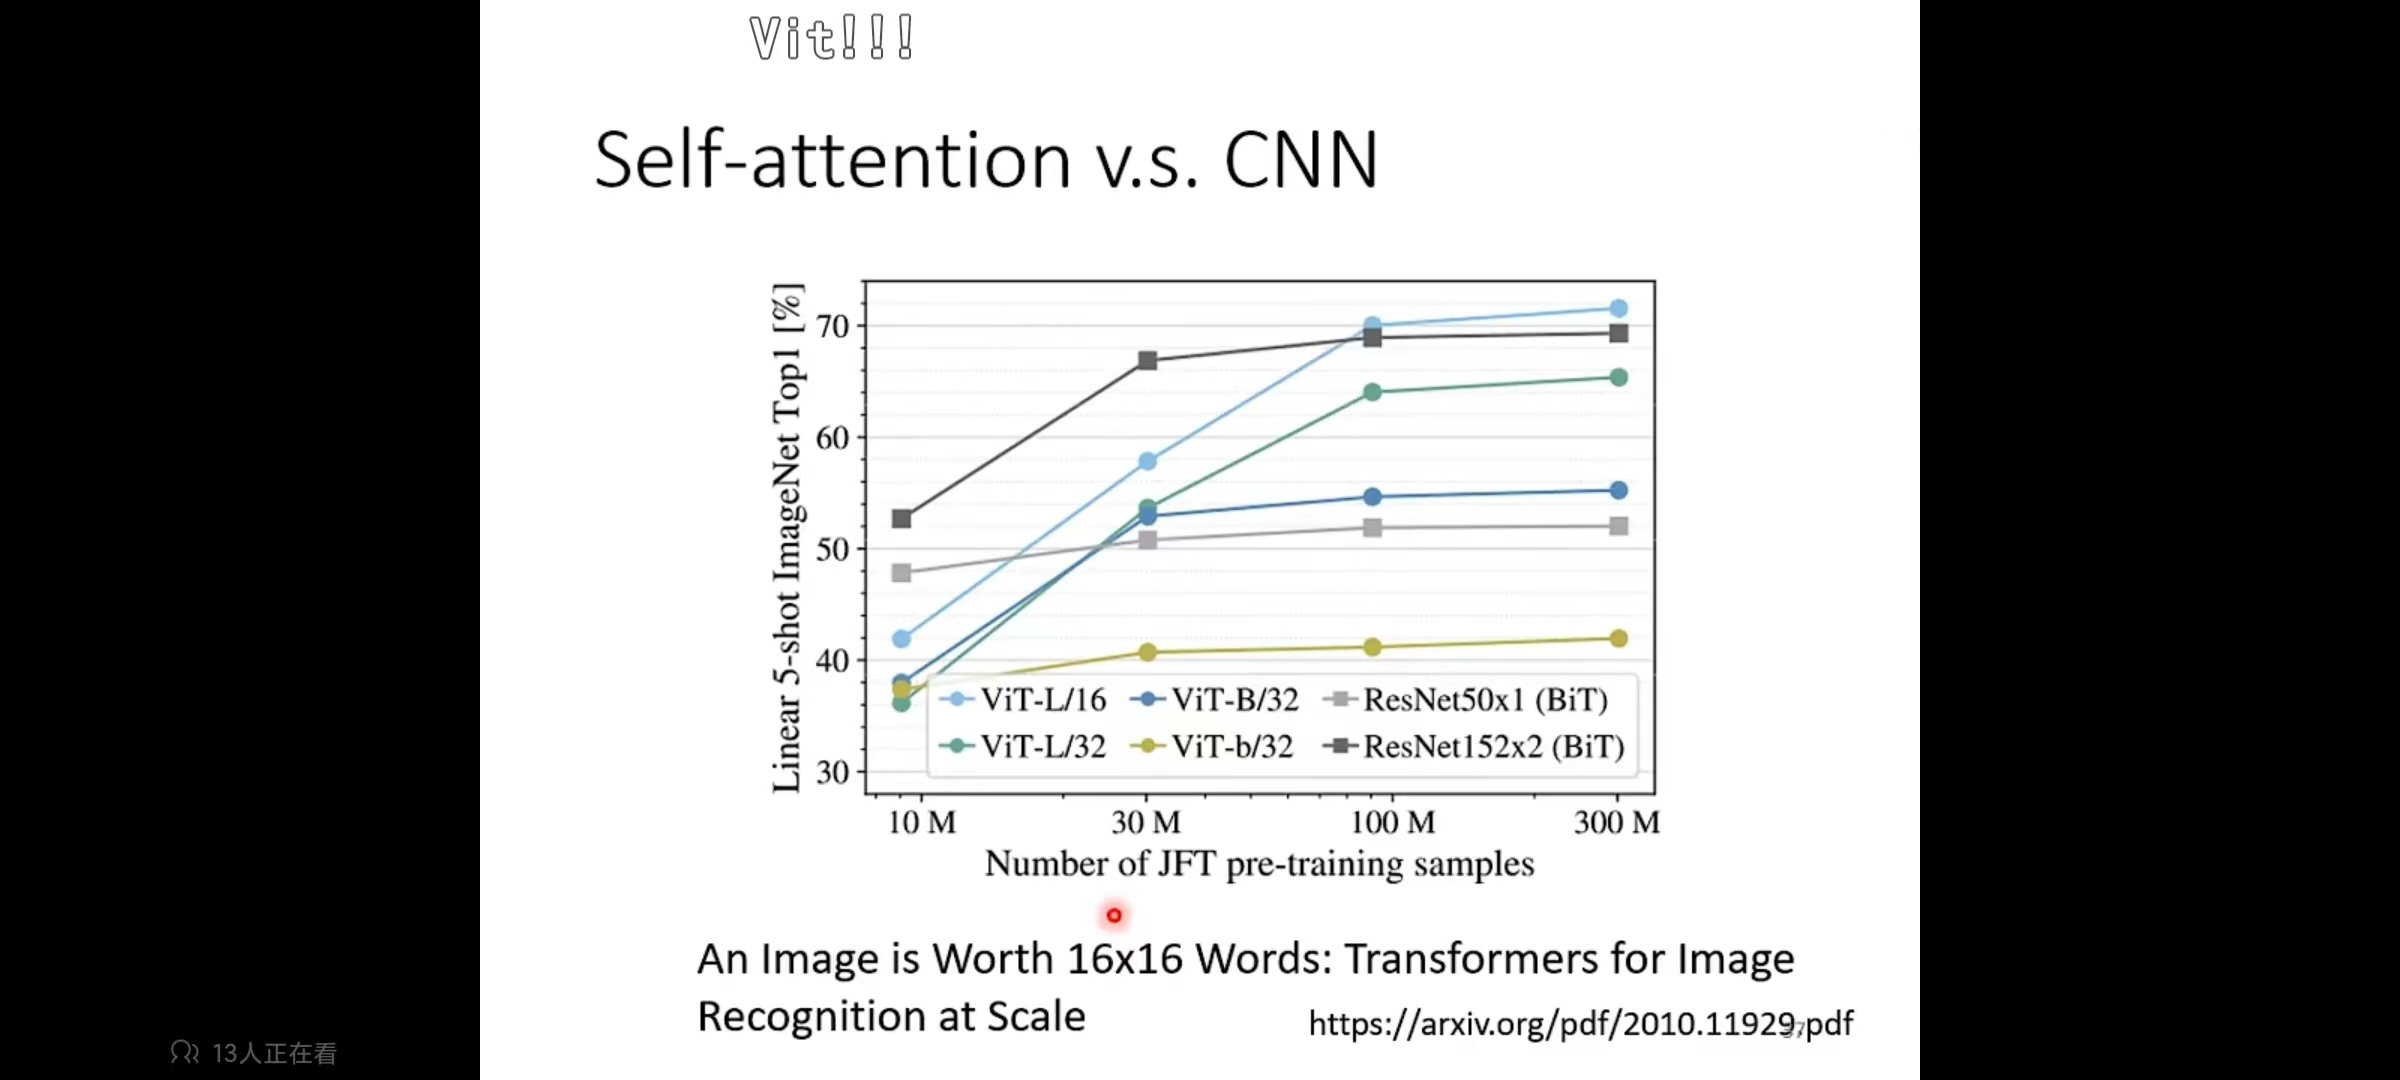 Vit!!!
Self-attention v.s. CNN
Linear 5-shot ImageNet Top1 [%]
70
60
50
40
30
ViT-L/16 ViT-B/32 ResNet50x1 (BiT)
ViT-L/32 ViT-b/32 ResNet152x2 (BiT)
10 M 30 M 100 M 300 M
Number of JFT pre-training samples
An Image is Worth 16x16 Words: Transformers for Image
Recognition at Scale
https://arxiv.org/pdf/2010.11929.pdf
37
13人正在看